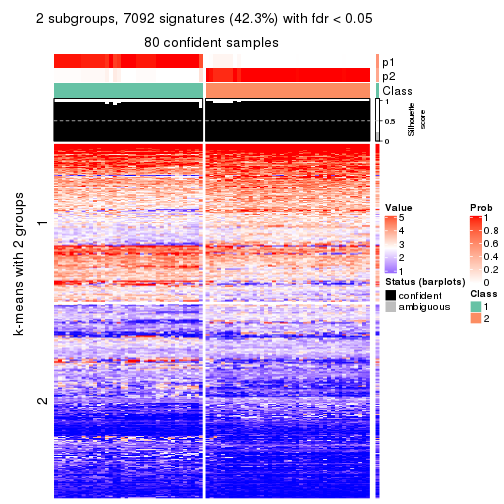 2 subgroups, 7092 signatures (42.3%) with fdr < 0.05
80 confident samples
p1
p2
Class
1
0.5
0
Silhouette
score
k-means with 2 groups
1
2
Value
5
4
3
2
1
Status (barplots)
confident
ambiguous
Prob
1
0.8
0.6
0.4
0.2
0
Class
1
2